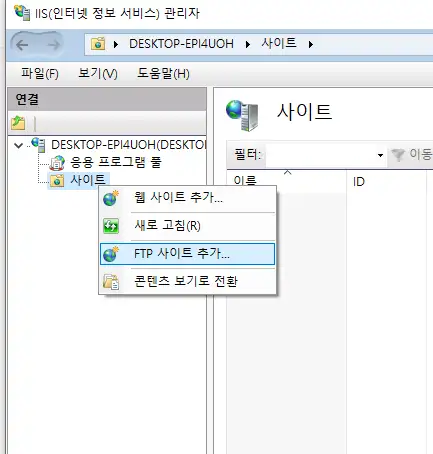 IIS(인터넷 정보 서비스) 관리자
DESKTOP-EPI4UOH ▸ 사이트 ▸
파일(F) 보기(V) 도움말(H)
연결
DESKTOP-EPI4UOH(DESKTO
응용 프로그램 풀
사이트
웹 사이트 추가...
새로 고침(R)
FTP 사이트 추가...
콘텐츠 보기로 전환
사이트
필터: 이동
이름 ID